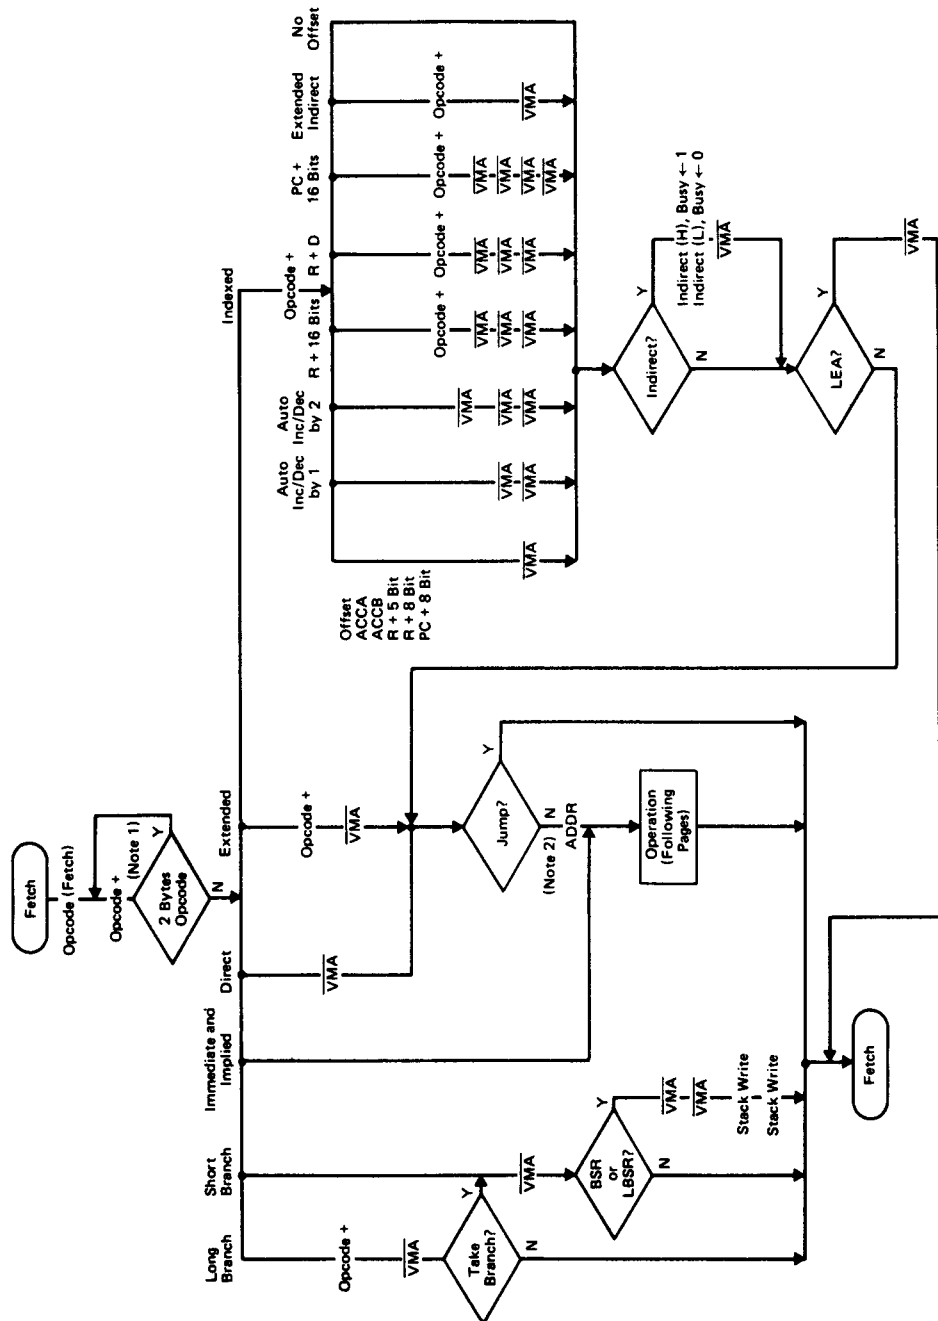 Fetch
Opcode (Fetch)
Opcode +
(Note 1)
2 Bytes
Opcode
Y
N
Long
Branch
Short
Branch
Immediate and
Implied
Direct
Extended
Indexed
Opcode +
VMA
Take
Branch?
Y
N
VMA
BSR
or
LBSR?
Y
N
VMA
VMA
Stack Write
Stack Write
VMA
Opcode +
VMA
Jump?
Y
N
(Note 2)
ADDR
Operation
(Following
Pages)
Fetch
Opcode +
Offset
ACCA
ACCB
R + 5 Bit
R + 8 Bit
PC + 8 Bit
VMA
Auto
Inc/Dec
by 1
VMA
VMA
Auto
Inc/Dec
by 2
VMA
VMA
VMA
R + 16 Bits
Opcode +
VMA
VMA
VMA
R + D
Opcode +
VMA
VMA
VMA
PC +
16 Bits
Opcode +
VMA
VMA
VMA
VMA
Extended
Indirect
Opcode +
Opcode +
VMA
No
Offset
Indirect?
Y
N
Indirect (H), Busy ← 1
Indirect (L), Busy ← 0
VMA
LEA?
Y
N
VMA